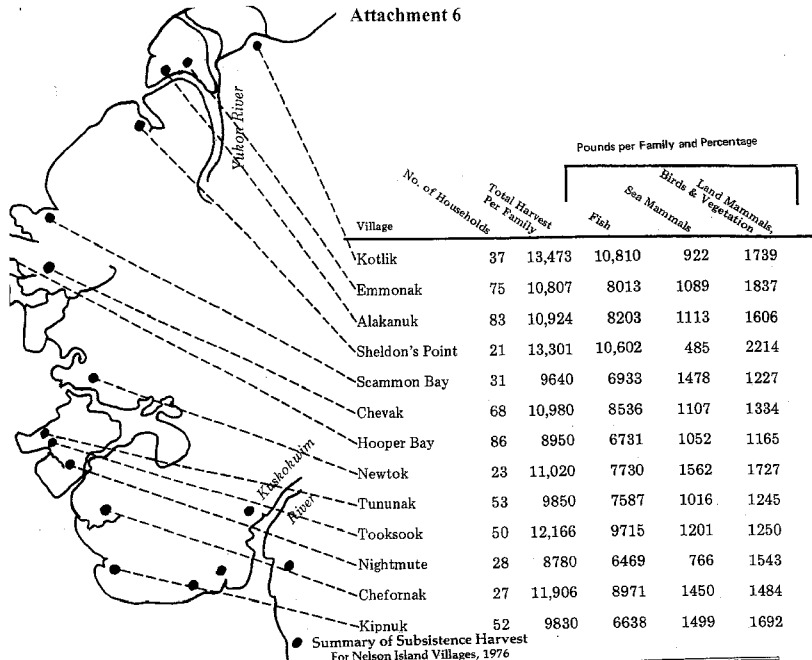 Attachment 6
Yukon River
Pounds per Family and Percentage
Village
No. of Households
Total Harvest
Per Family
Fish
Sea Mammals
Land Mammals,
Birds & Vegetation
Kotlik 37 13,473 10,810 922 1739
Emmonak 75 10,807 8013 1089 1837
Alakanuk 83 10,924 8203 1113 1606
Sheldon's Point 21 13,301 10,602 485 2214
Scammon Bay 31 9640 6933 1478 1227
Chevak 68 10,980 8536 1107 1334
Hooper Bay 86 8950 6731 1052 1165
Newtok 23 11,020 7730 1562 1727
Tununak 53 9850 7587 1016 1245
Tooksook 50 12,166 9715 1201 1250
Nightmute 28 8780 6469 766 1543
Chefornak 27 11,906 8971 1450 1484
Kipnuk 52 9830 6638 1499 1692
Kuskokwim
River
Summary of Subsistence Harvest
For Nelson Island Villages, 1976